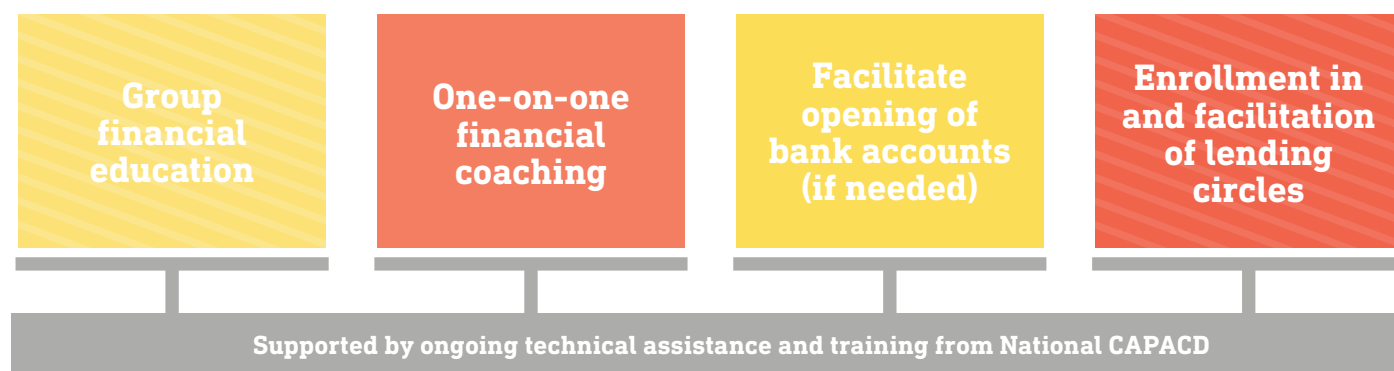 Group
financial
education
One-on-one
financial
coaching
Facilitate
opening of
bank accounts
(if needed)
Enrollment in
and facilitation
of lending
circles
Supported by ongoing technical assistance and training from National CAPACD